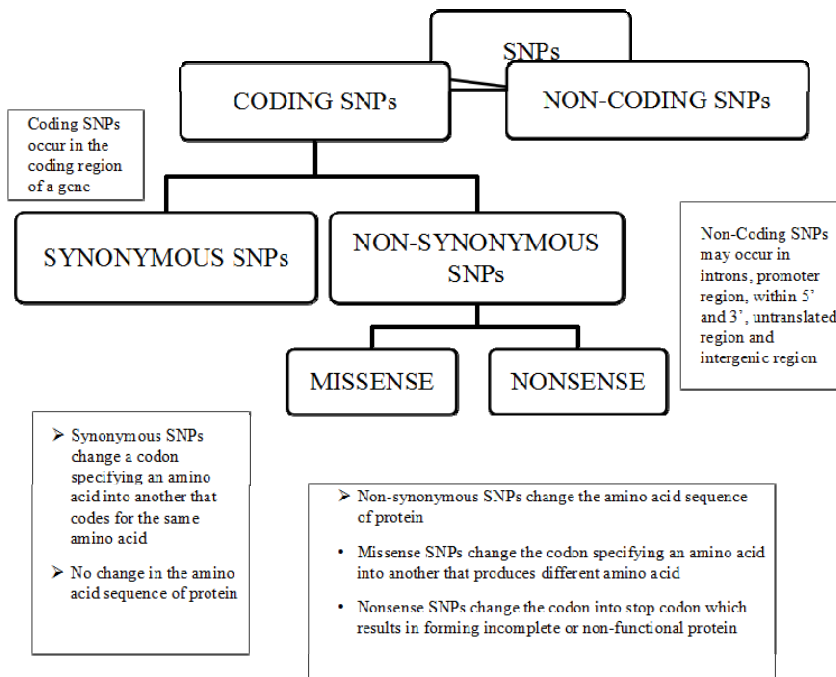 SNPs
CODING SNPs
NON-CODING SNPs
Coding SNPs
occur in the
coding region
of a gene
SYNONYMOUS SNPs
NON-SYNONYMOUS
SNPs
Non-Coding SNPs
may occur in
introns, promoter
region, within 5’
and 3’, untranslated
region and
intergenic region
MISSENSE
NONSENSE
➢ Synonymous SNPs
change a codon
specifying an amino
acid into another that
codes for the same
amino acid
➢ No change in the amino
acid sequence of protein
➢ Non-synonymous SNPs change the amino acid sequence
of protein
• Missense SNPs change the codon specifying an amino acid
into another that produces different amino acid
• Nonsense SNPs change the codon into stop codon which
results in forming incomplete or non-functional protein